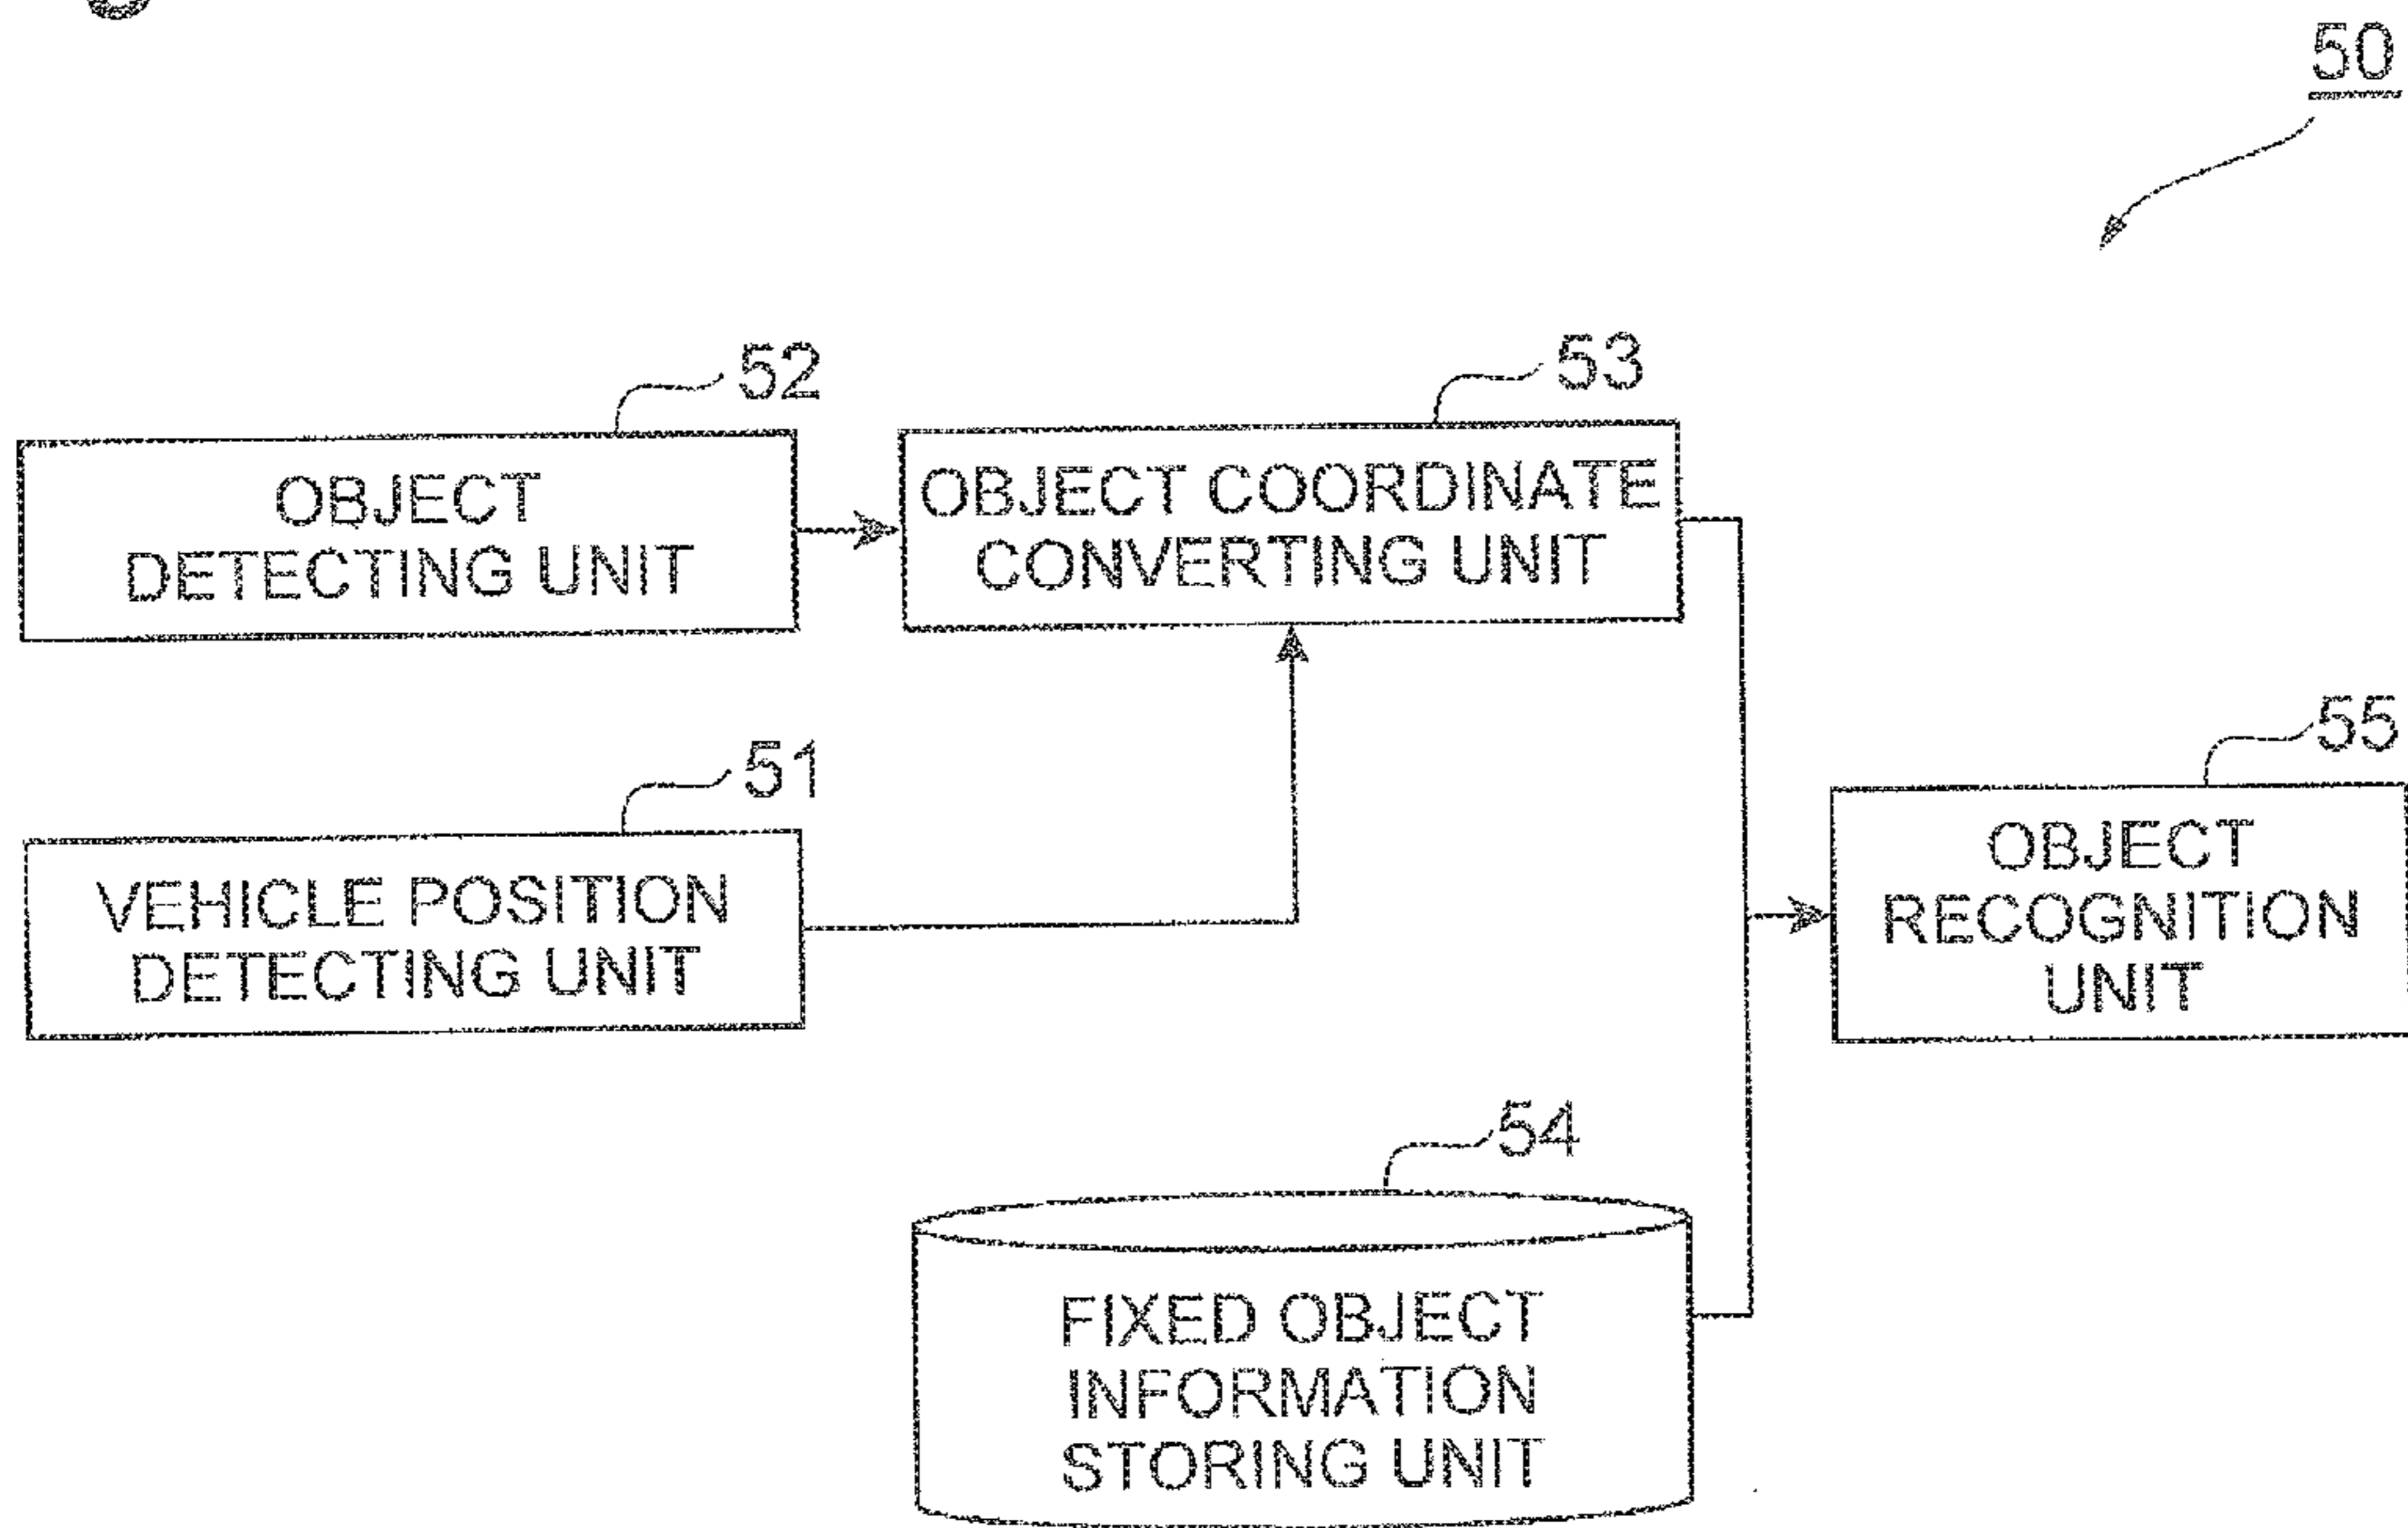 50
52
OBJECT
DETECTING UNIT
53
OBJECT COORDINATE
CONVERTING UNIT
51
VEHICLE POSITION
DETECTING UNIT
55
OBJECT
RECOGNITION
UNIT
54
FIXED OBJECT
INFORMATION
STORING UNIT